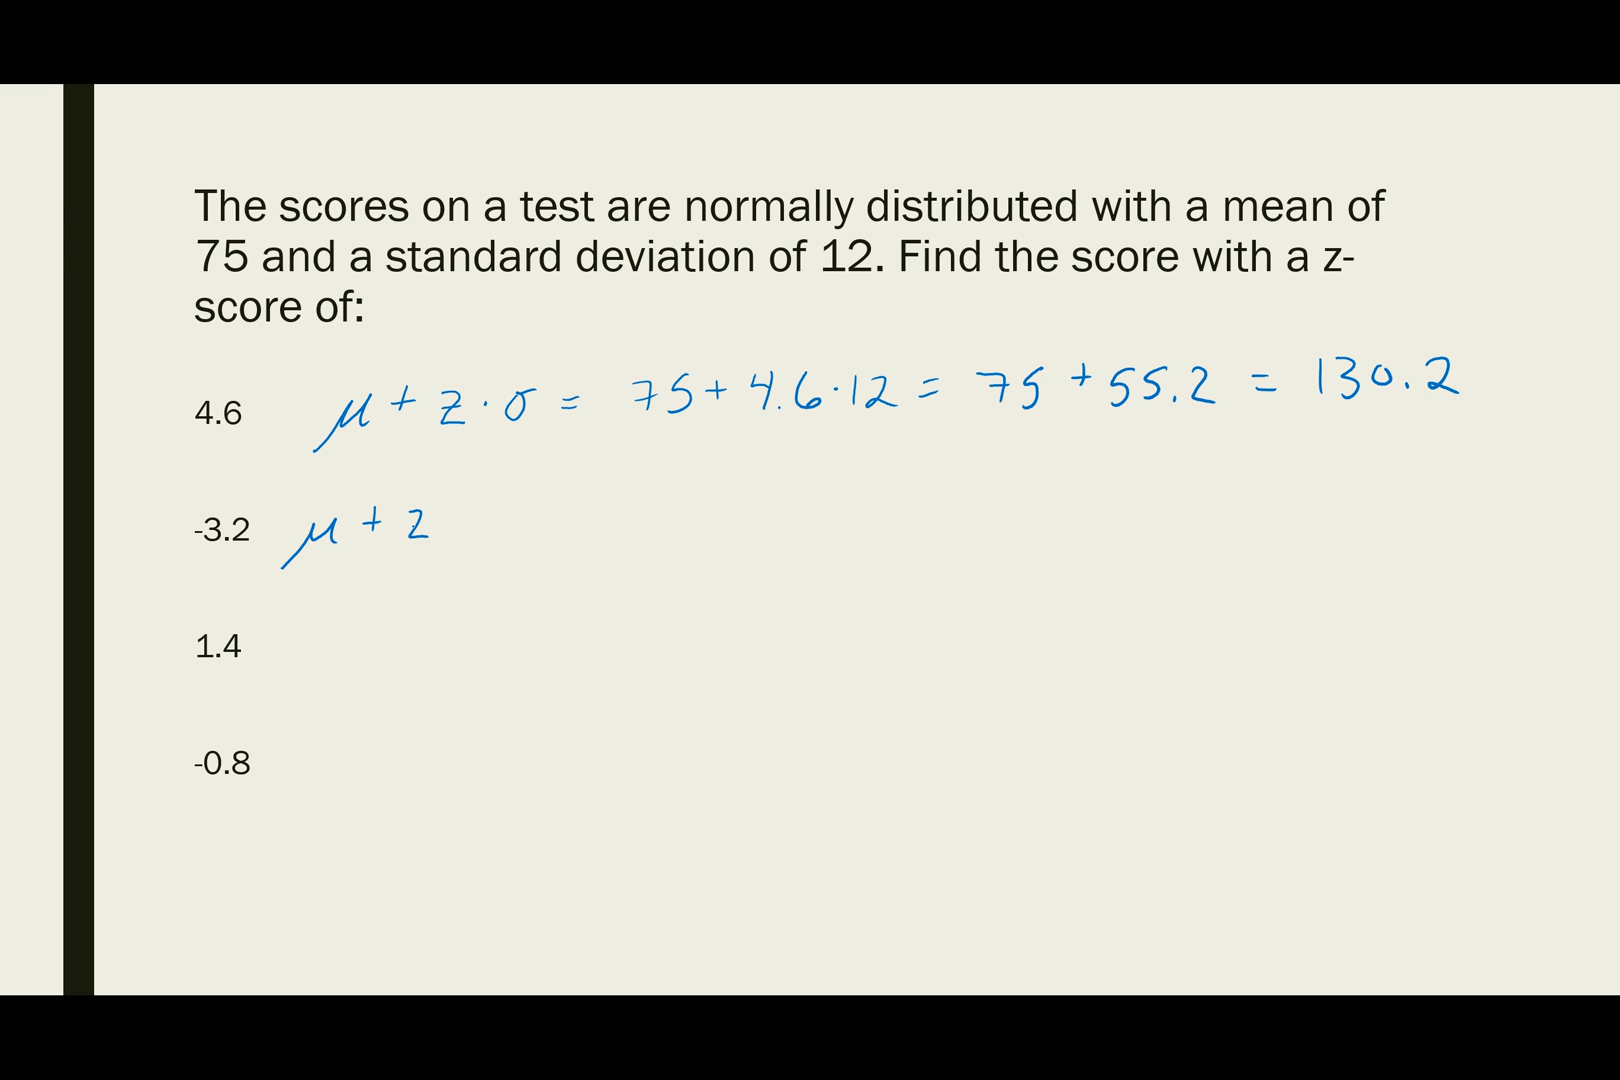 The scores on a test are normally distributed with a mean of
75 and a standard deviation of 12. Find the score with a z-
score of:
4.6 μ + z · σ = 75 + 4.6 · 12 = 75 + 55.2 = 130.2
-3.2 μ + z
1.4
-0.8